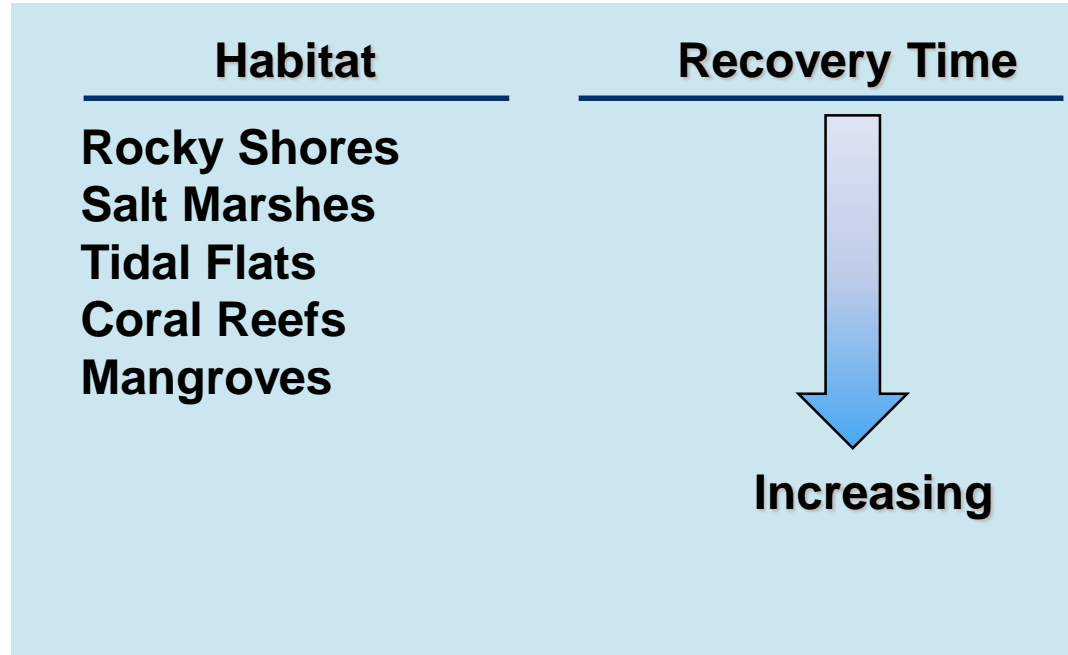 Habitat
Recovery Time
Rocky Shores
Salt Marshes
Tidal Flats
Coral Reefs
Mangroves
Increasing